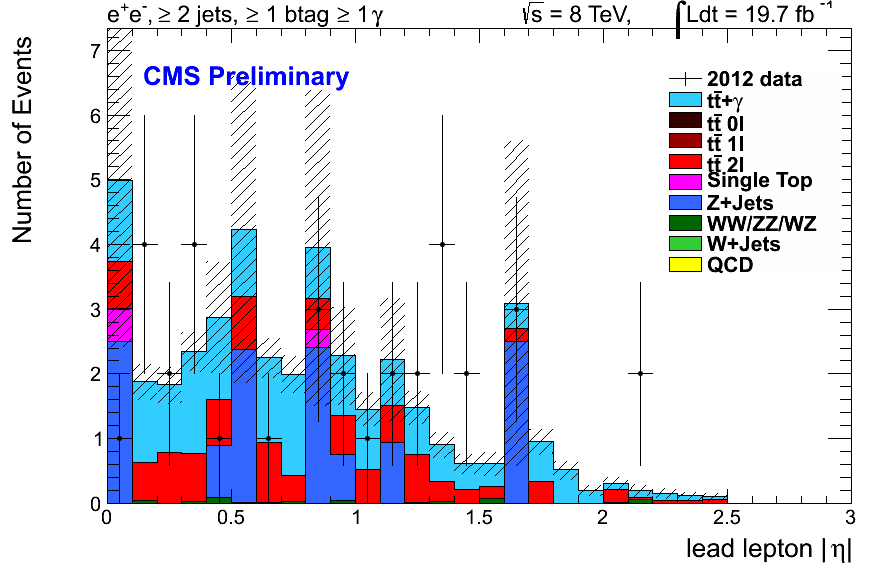 e⁺e⁻, ≥ 2 jets, ≥ 1 btag ≥ 1 γ √s = 8 TeV, ∫Ldt = 19.7 fb⁻¹
CMS Preliminary
Number of Events
7
6
5
4
3
2
1
0
2012 data
tt̄+γ
tt̄ 0l
tt̄ 1l
tt̄ 2l
Single Top
Z+Jets
WW/ZZ/WZ
W+Jets
QCD
0 0.5 1 1.5 2 2.5 3
lead lepton |η|